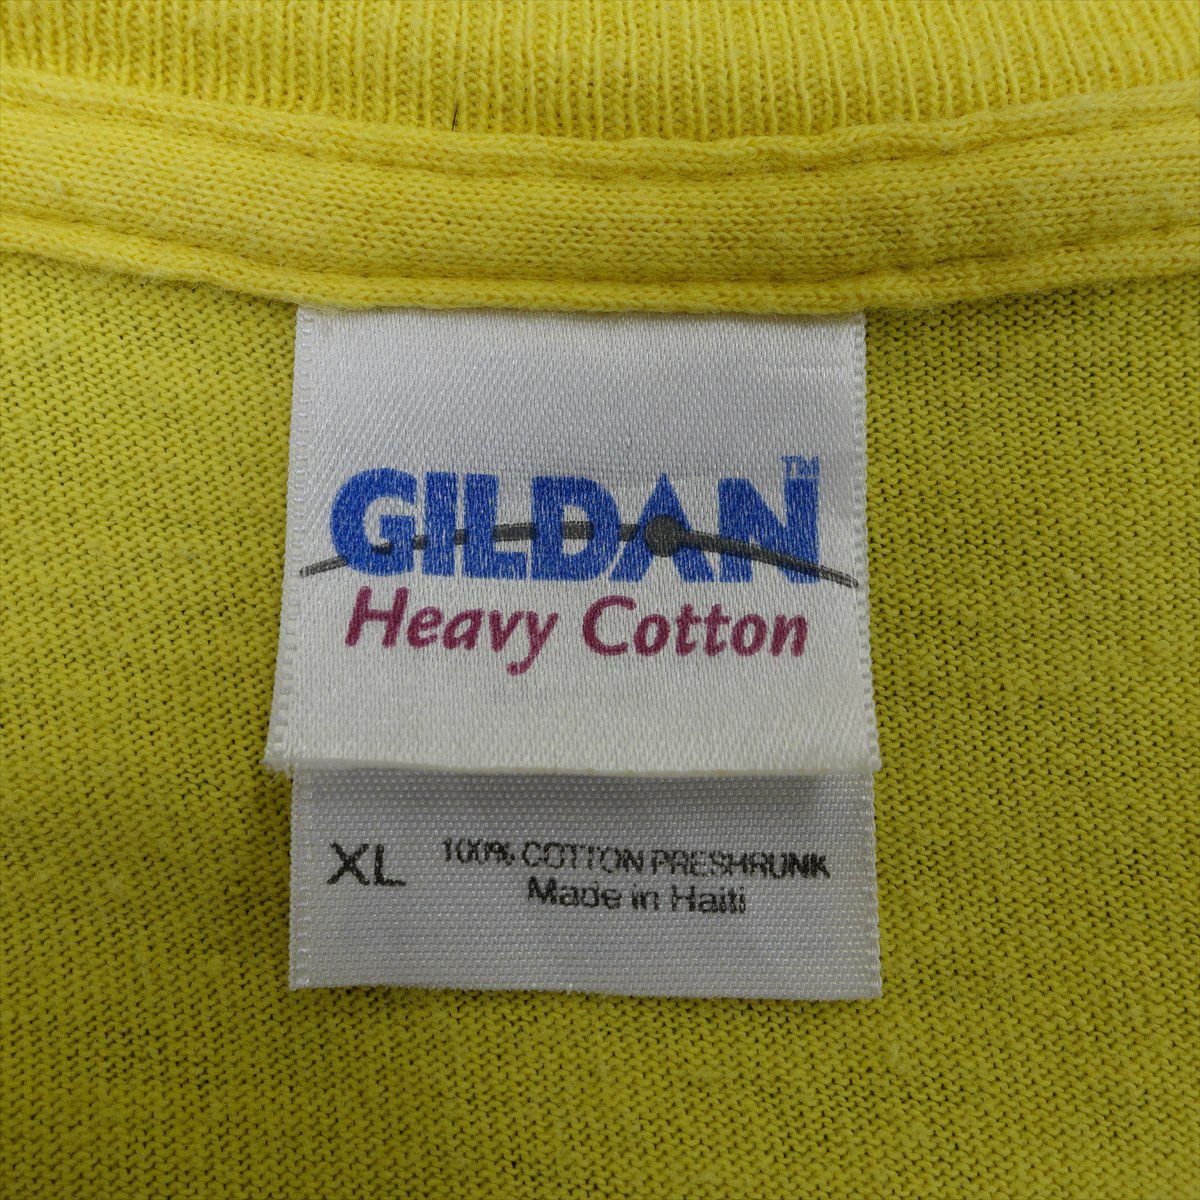 GILDAN™
Heavy Cotton
XL 100% COTTON PRESHRUNK
Made in Haiti